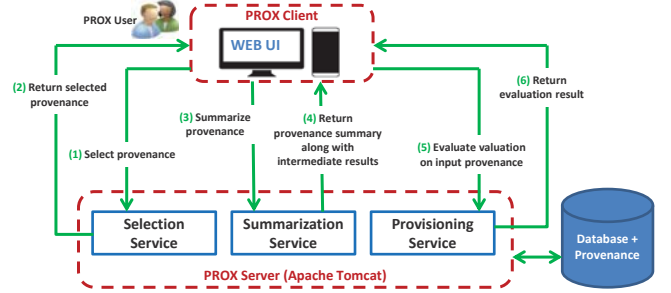 PROX User
PROX Client
WEB UI
(2) Return selected
provenance
(3) Summarize
provenance
(4) Return
provenance summary
along with
intermediate results
(6) Return
evaluation result
(1) Select provenance
(5) Evaluate valuation
on input provenance
Selection
Service
Summarization
Service
Provisioning
Service
Database +
Provenance
PROX Server (Apache Tomcat)